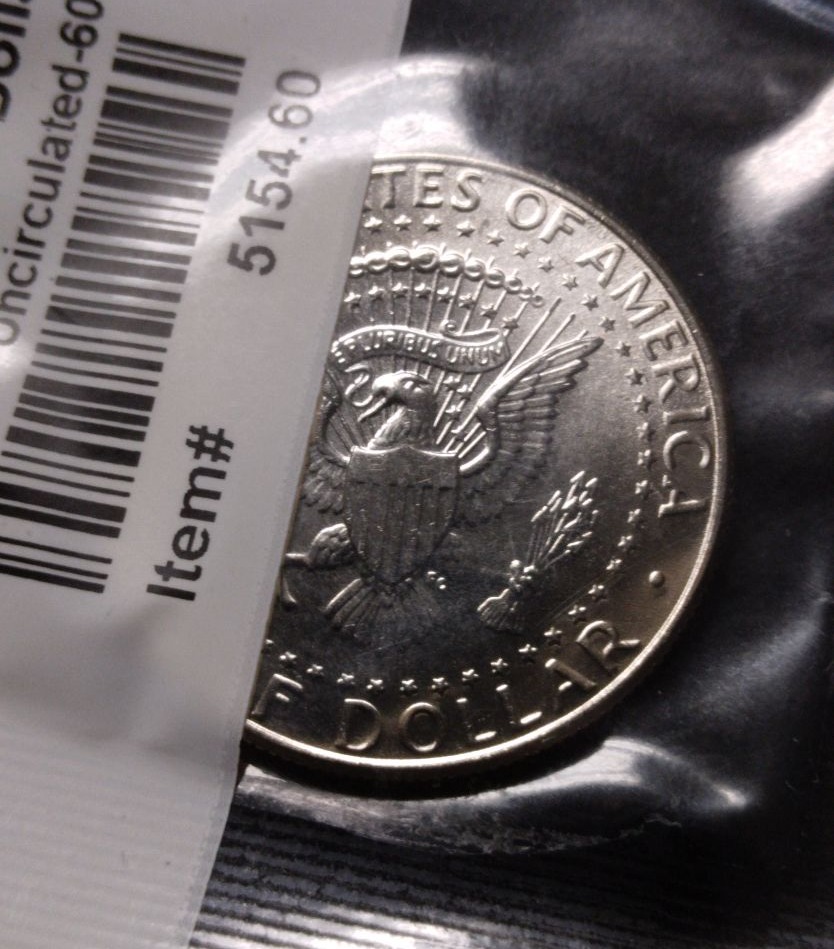 Uncirculated-60
5154.60
Item#
TES OF AMERICA
E PLURIBUS UNUM
F DOLLAR